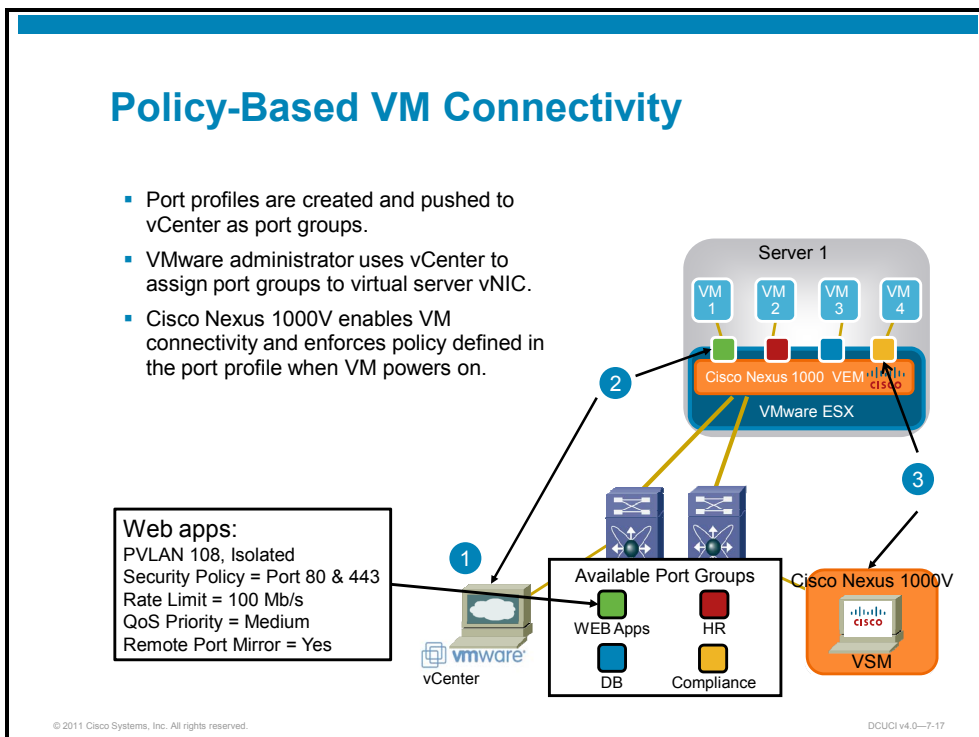 Policy-Based VM Connectivity
Port profiles are created and pushed to
vCenter as port groups.
VMware administrator uses vCenter to
assign port groups to virtual server vNIC.
Cisco Nexus 1000V enables VM
connectivity and enforces policy defined in
the port profile when VM powers on.
Server 1
VM
1
VM
2
VM
3
VM
4
Cisco Nexus 1000 VEM
CISCO
VMware ESX
2
3
Web apps:
PVLAN 108, Isolated
Security Policy = Port 80 & 443
Rate Limit = 100 Mb/s
QoS Priority = Medium
Remote Port Mirror = Yes
1
vmware
vCenter
Available Port Groups
WEB Apps
HR
DB
Compliance
Cisco Nexus 1000V
CISCO
VSM
© 2011 Cisco Systems, Inc. All rights reserved.
DCUCI v4.0—7-17